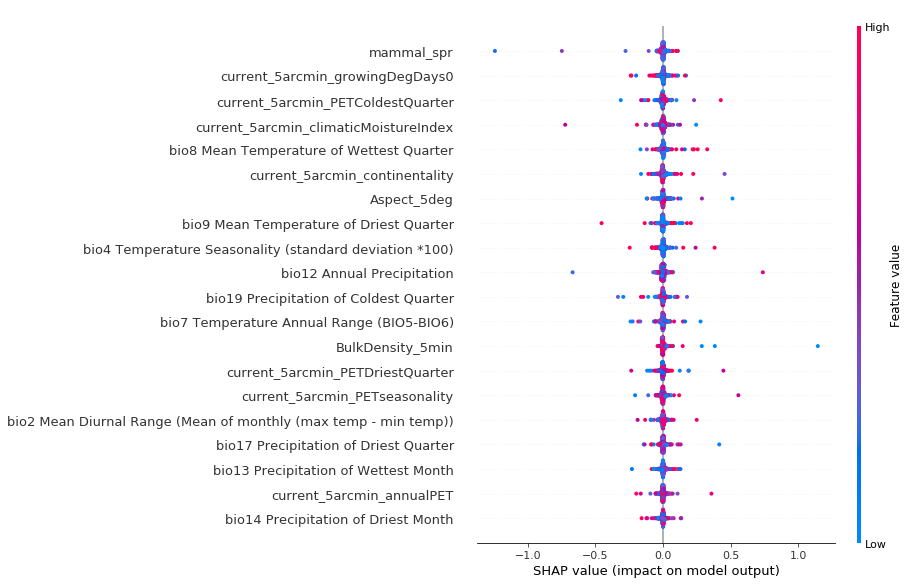 High
mammal_spr
current_5arcmin_growingDegDays0
current_5arcmin_PETColdestQuarter
current_5arcmin_climaticMoistureIndex
bio8 Mean Temperature of Wettest Quarter
current_5arcmin_continentality
Aspect_5deg
bio9 Mean Temperature of Driest Quarter
bio4 Temperature Seasonality (standard deviation *100)
bio12 Annual Precipitation
bio19 Precipitation of Coldest Quarter
bio7 Temperature Annual Range (BIO5-BIO6)
BulkDensity_5min
current_5arcmin_PETDriestQuarter
current_5arcmin_PETseasonality
bio2 Mean Diurnal Range (Mean of monthly (max temp - min temp))
bio17 Precipitation of Driest Quarter
bio13 Precipitation of Wettest Month
current_5arcmin_annualPET
bio14 Precipitation of Driest Month
Feature value
Low
−1.0 −0.5 0.0 0.5 1.0
SHAP value (impact on model output)